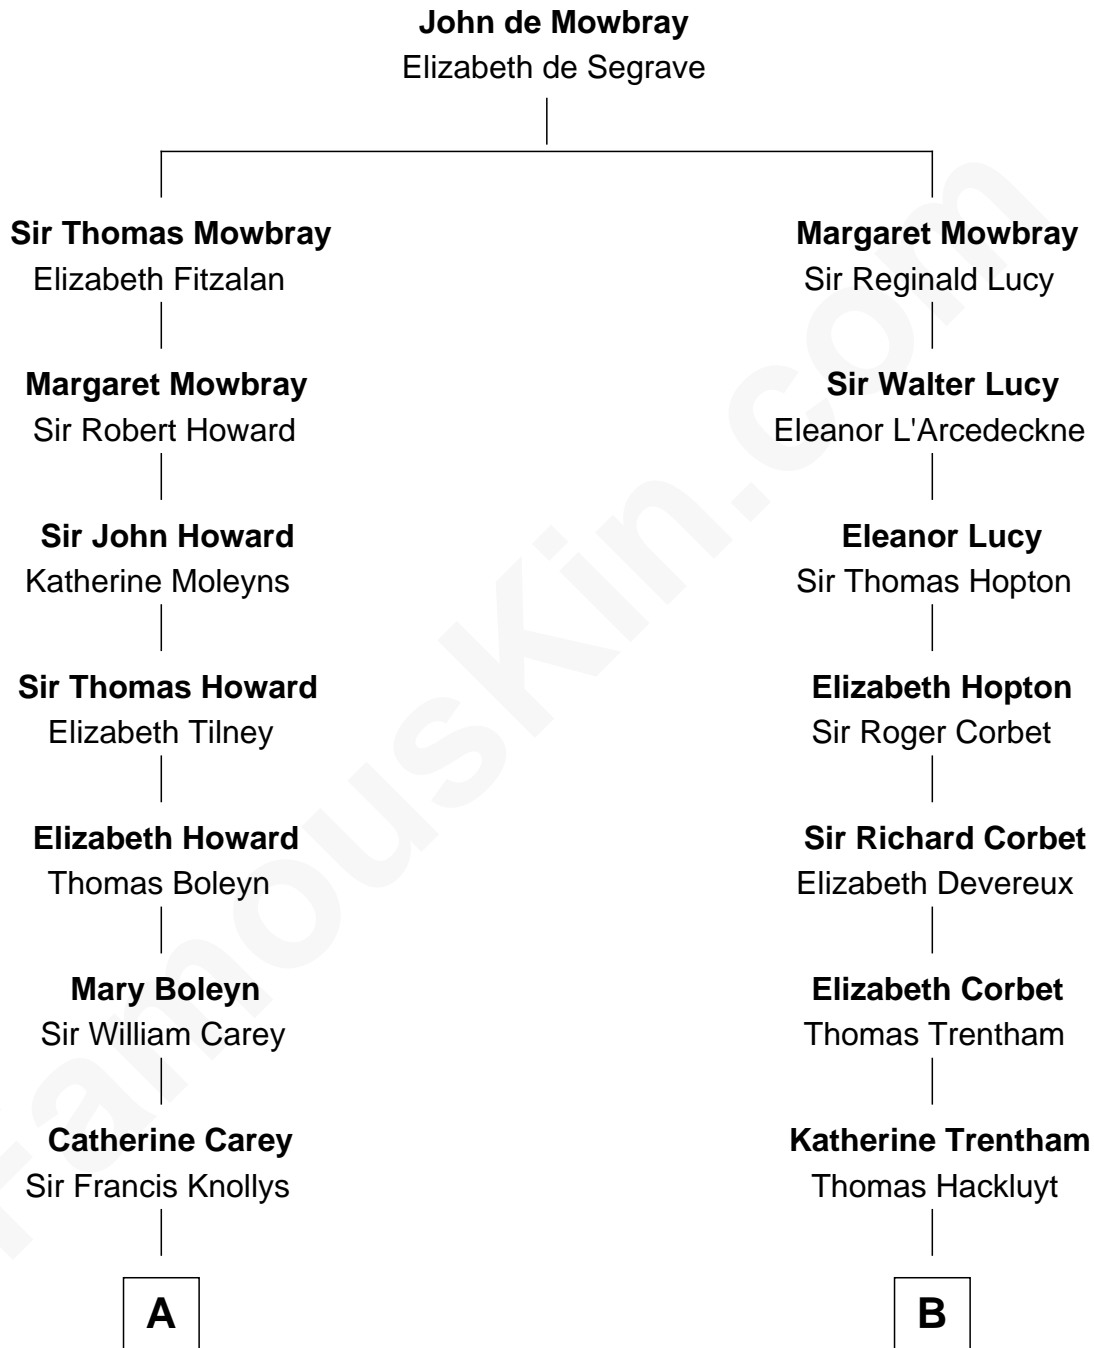 John de Mowbray
Elizabeth de Segrave
Sir Thomas Mowbray
Elizabeth Fitzalan
Margaret Mowbray
Sir Reginald Lucy
Margaret Mowbray
Sir Robert Howard
Sir Walter Lucy
Eleanor L'Arcedeckne
Sir John Howard
Katherine Moleyns
Eleanor Lucy
Sir Thomas Hopton
Sir Thomas Howard
Elizabeth Tilney
Elizabeth Hopton
Sir Roger Corbet
Elizabeth Howard
Thomas Boleyn
Sir Richard Corbet
Elizabeth Devereux
Mary Boleyn
Sir William Carey
Elizabeth Corbet
Thomas Trentham
Catherine Carey
Sir Francis Knollys
Katherine Trentham
Thomas Hackluyt
A
B
FamousKin.com